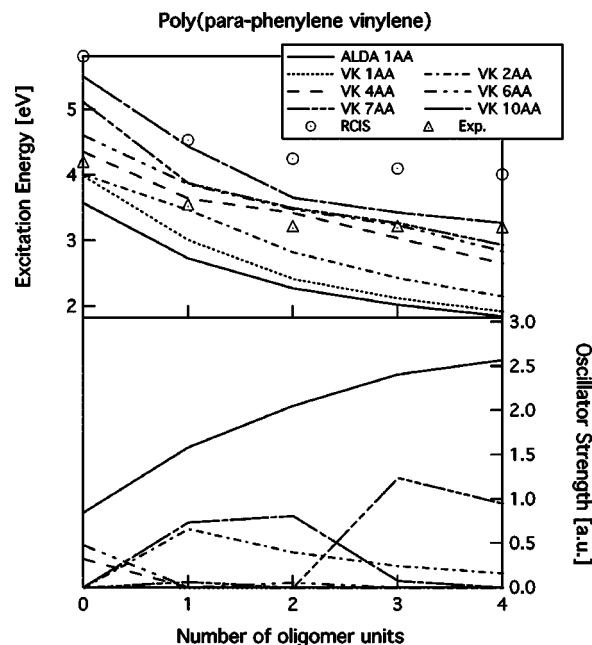 Poly(para-phenylene vinylene)
ALDA 1AA
VK 1AA VK 2AA
VK 4AA VK 6AA
VK 7AA VK 10AA
RCIS Exp.
Excitation Energy [eV]
5
4
3
2
3.0
2.5
2.0
1.5
1.0
0.5
0.0
Oscillator Strength [a.u.]
0 1 2 3 4
Number of oligomer units